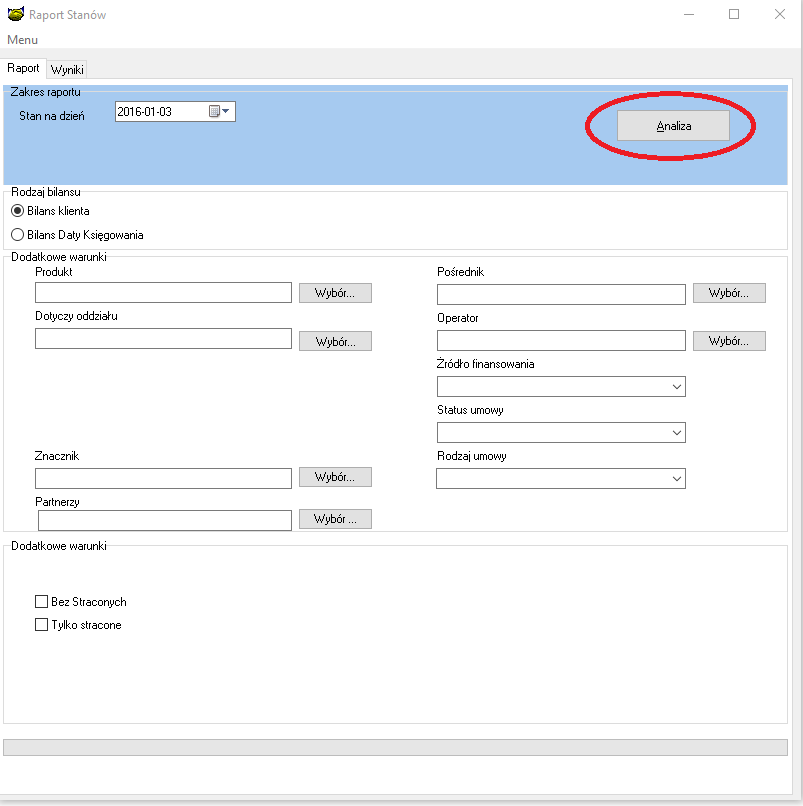 Raport Stanów
Menu
Raport Wyniki
Zakres raportu
Stan na dzień 2016-01-03
Analiza
Rodzaj bilansu
Bilans klienta
Bilans Daty Księgowania
Dodatkowe warunki
Produkt
Wybór...
Dotyczy oddziału
Wybór...
Znacznik
Wybór...
Partnerzy
Wybór ...
Pośrednik
Wybór...
Operator
Wybór...
Źródło finansowania
Status umowy
Rodzaj umowy
Dodatkowe warunki
Bez Straconych
Tylko stracone